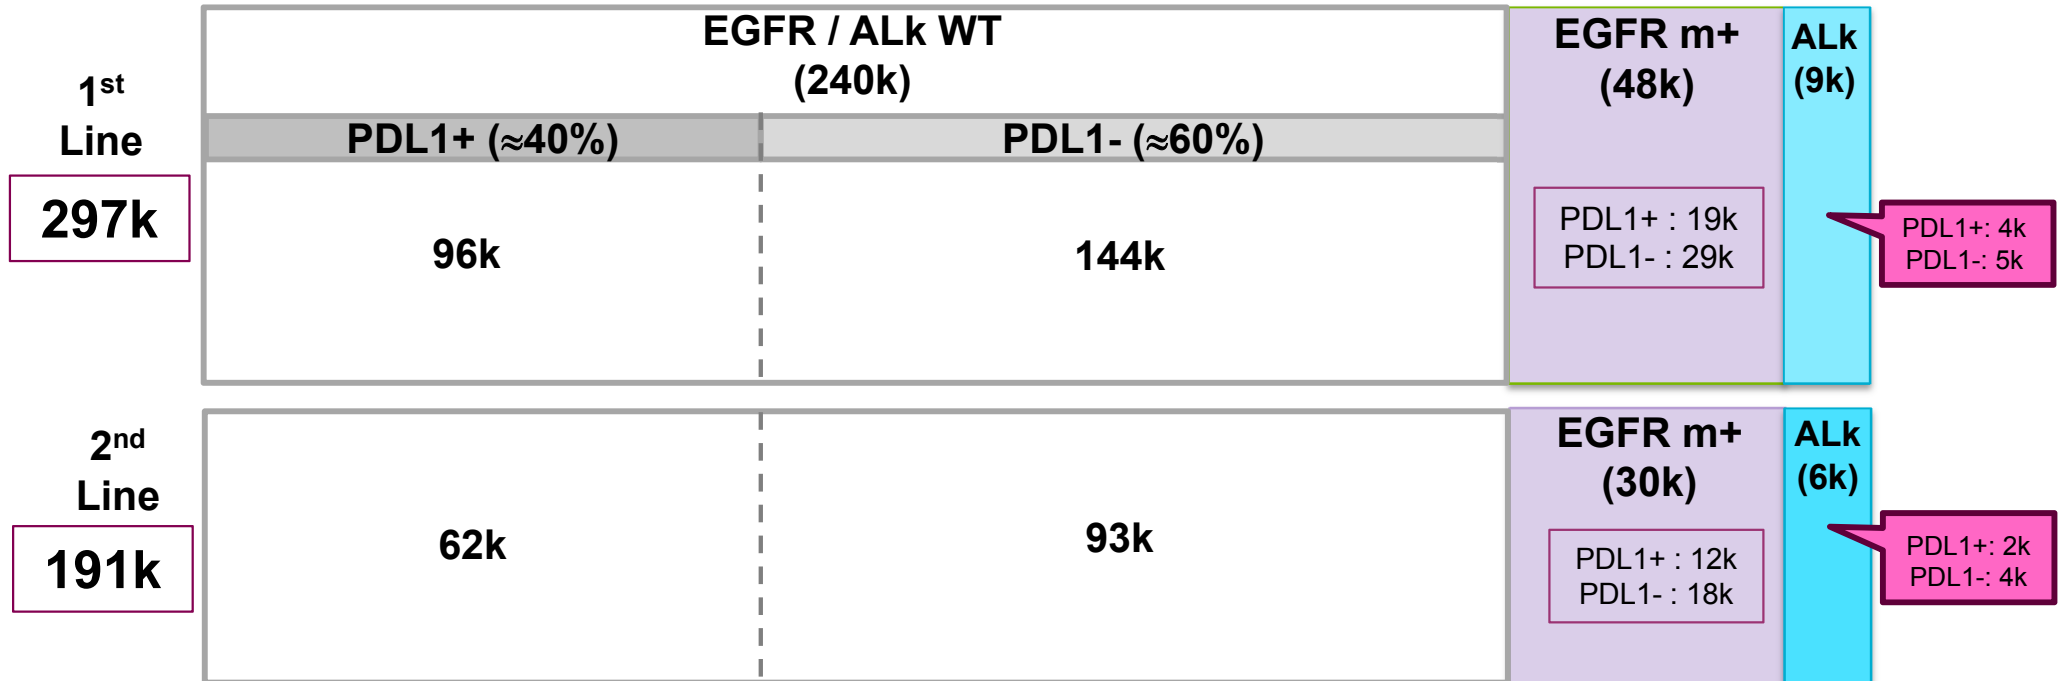 1st
Line
297k
EGFR / ALk WT
(240k)
PDL1+ (≈40%)
PDL1- (≈60%)
96k
144k
EGFR m+
(48k)
PDL1+ : 19k
PDL1- : 29k
ALk
(9k)
PDL1+: 4k
PDL1-: 5k
2nd
Line
191k
62k
93k
EGFR m+
(30k)
PDL1+ : 12k
PDL1- : 18k
ALk
(6k)
PDL1+: 2k
PDL1-: 4k